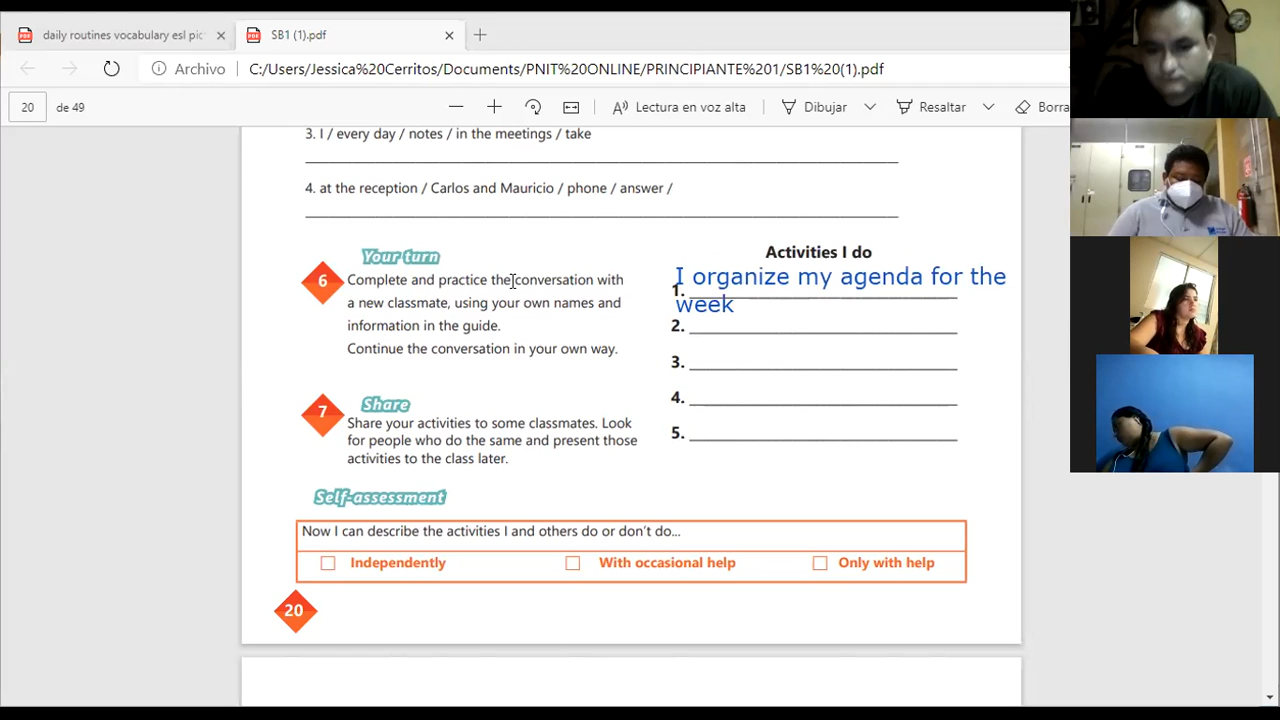 daily routines vocabulary esl pic
SB1 (1).pdf
Archivo
C:/Users/Jessica%20Cerritos/Documents/PNIT%20ONLINE/PRINCIPIANTE%201/SB1%20(1).pdf
20 de 49
Lectura en voz alta
Dibujar
Resaltar
Borra
3. I / every day / notes / in the meetings / take
4. at the reception / Carlos and Mauricio / phone / answer /
Your turn
6
Complete and practice the conversation with
a new classmate, using your own names and
information in the guide.
Continue the conversation in your own way.
Activities I do
1. I organize my agenda for the
week
2.
3.
4.
5.
7
Share
Share your activities to some classmates. Look
for people who do the same and present those
activities to the class later.
Self-assessment
Now I can describe the activities I and others do or don't do...
Independently
With occasional help
Only with help
20